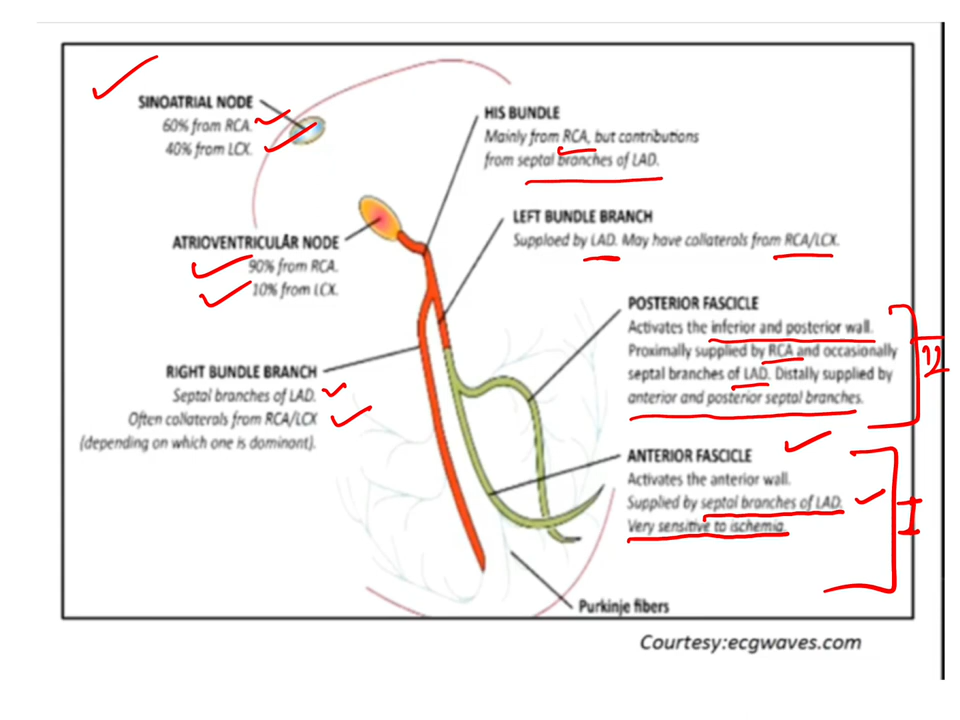 SINOATRIAL NODE
60% from RCA.
40% from LCX.
HIS BUNDLE
Mainly from RCA, but contributions
from septal branches of LAD.
LEFT BUNDLE BRANCH
Supploed by LAD. May have collaterals from RCA/LCX.
ATRIOVENTRICULÅR NODE
90% from RCA.
10% from LCX.
POSTERIOR FASCICLE
Activates the inferior and posterior wall.
Proximally supplied by RCA and occasionally
septal branches of LAD. Distally supplied by
anterior and posterior septal branches.
RIGHT BUNDLE BRANCH
Septal branches of LAD.
Often collaterals from RCA/LCX
(depending on which one is dominant).
ANTERIOR FASCICLE
Activates the anterior wall.
Supplied by septal branches of LAD.
Very sensitive to ischemia.
I
Purkinje fibers
Courtesy:ecgwaves.com